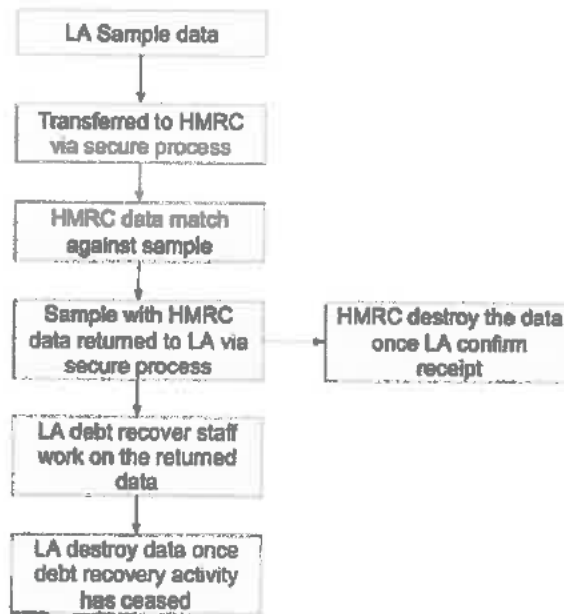 LA Sample data
Transferred to HMRC
via secure process
HMRC data match
against sample
Sample with HMRC
data returned to LA via
secure process
HMRC destroy the data
once LA confirm
receipt
LA debt recover staff
work on the returned
data
LA destroy data once
debt recovery activity
has ceased